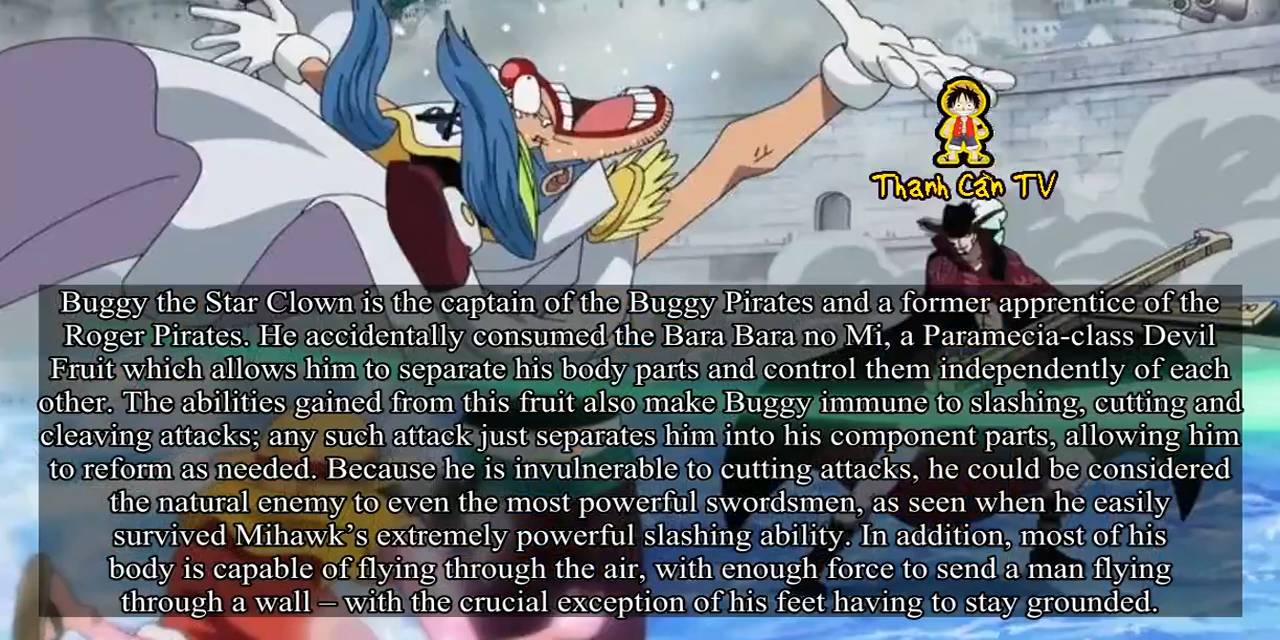 Thanh Cần TV
Buggy the Star Clown is the captain of the Buggy Pirates and a former apprentice of the
Roger Pirates. He accidentally consumed the Bara Bara no Mi, a Paramecia-class Devil
Fruit which allows him to separate his body parts and control them independently of each
other. The abilities gained from this fruit also make Buggy immune to slashing, cutting and
cleaving attacks; any such attack just separates him into his component parts, allowing him
to reform as needed. Because he is invulnerable to cutting attacks, he could be considered
the natural enemy to even the most powerful swordsmen, as seen when he easily
survived Mihawk’s extremely powerful slashing ability. In addition, most of his
body is capable of flying through the air, with enough force to send a man flying
through a wall – with the crucial exception of his feet having to stay grounded.